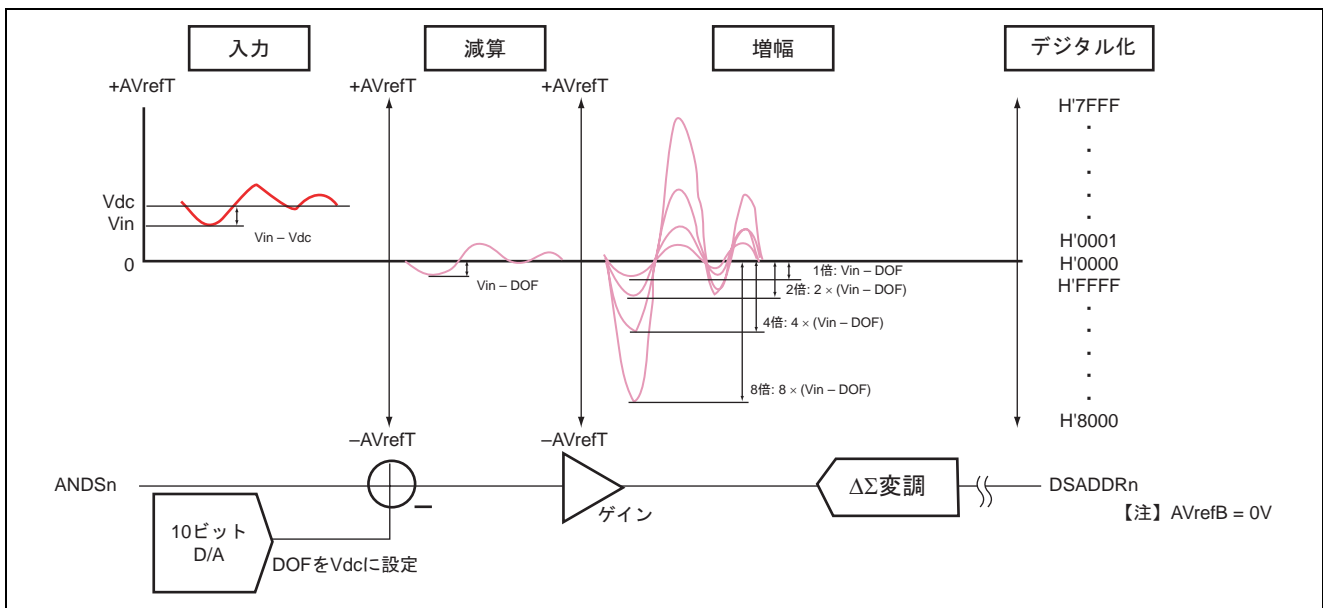 入力
減算
増幅
デジタル化
+AVrefT
+AVrefT
+AVrefT
H'7FFF
Vdc
Vin
Vin – Vdc
0
Vin – DOF
1倍: Vin – DOF
2倍: 2 × (Vin – DOF)
4倍: 4 × (Vin – DOF)
8倍: 8 × (Vin – DOF)
H'0001
H'0000
H'FFFF
H'8000
–AVrefT
–AVrefT
ANDSn
ゲイン
ΔΣ変調
DSADDRn
【注】 AVrefB = 0V
10ビット
D/A
DOFをVdcに設定